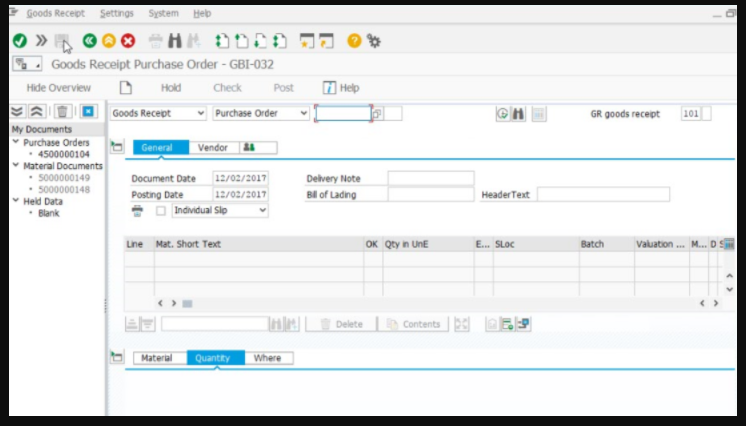 Goods Receipt Settings System Help
Goods Receipt Purchase Order - GBI-032
Hide Overview Hold Check Post Help
Goods Receipt Purchase Order GR goods receipt 101
My Documents
Purchase Orders
4500000104
Material Documents
5000000149
5000000148
Held Data
Blank
General Vendor
Document Date 12/02/2017 Delivery Note
Posting Date 12/02/2017 Bill of Lading HeaderText
Individual Slip
Line Mat. Short Text OK Qty in UnE E... SLoc Batch Valuation ... M... D S
Delete Contents
Material Quantity Where